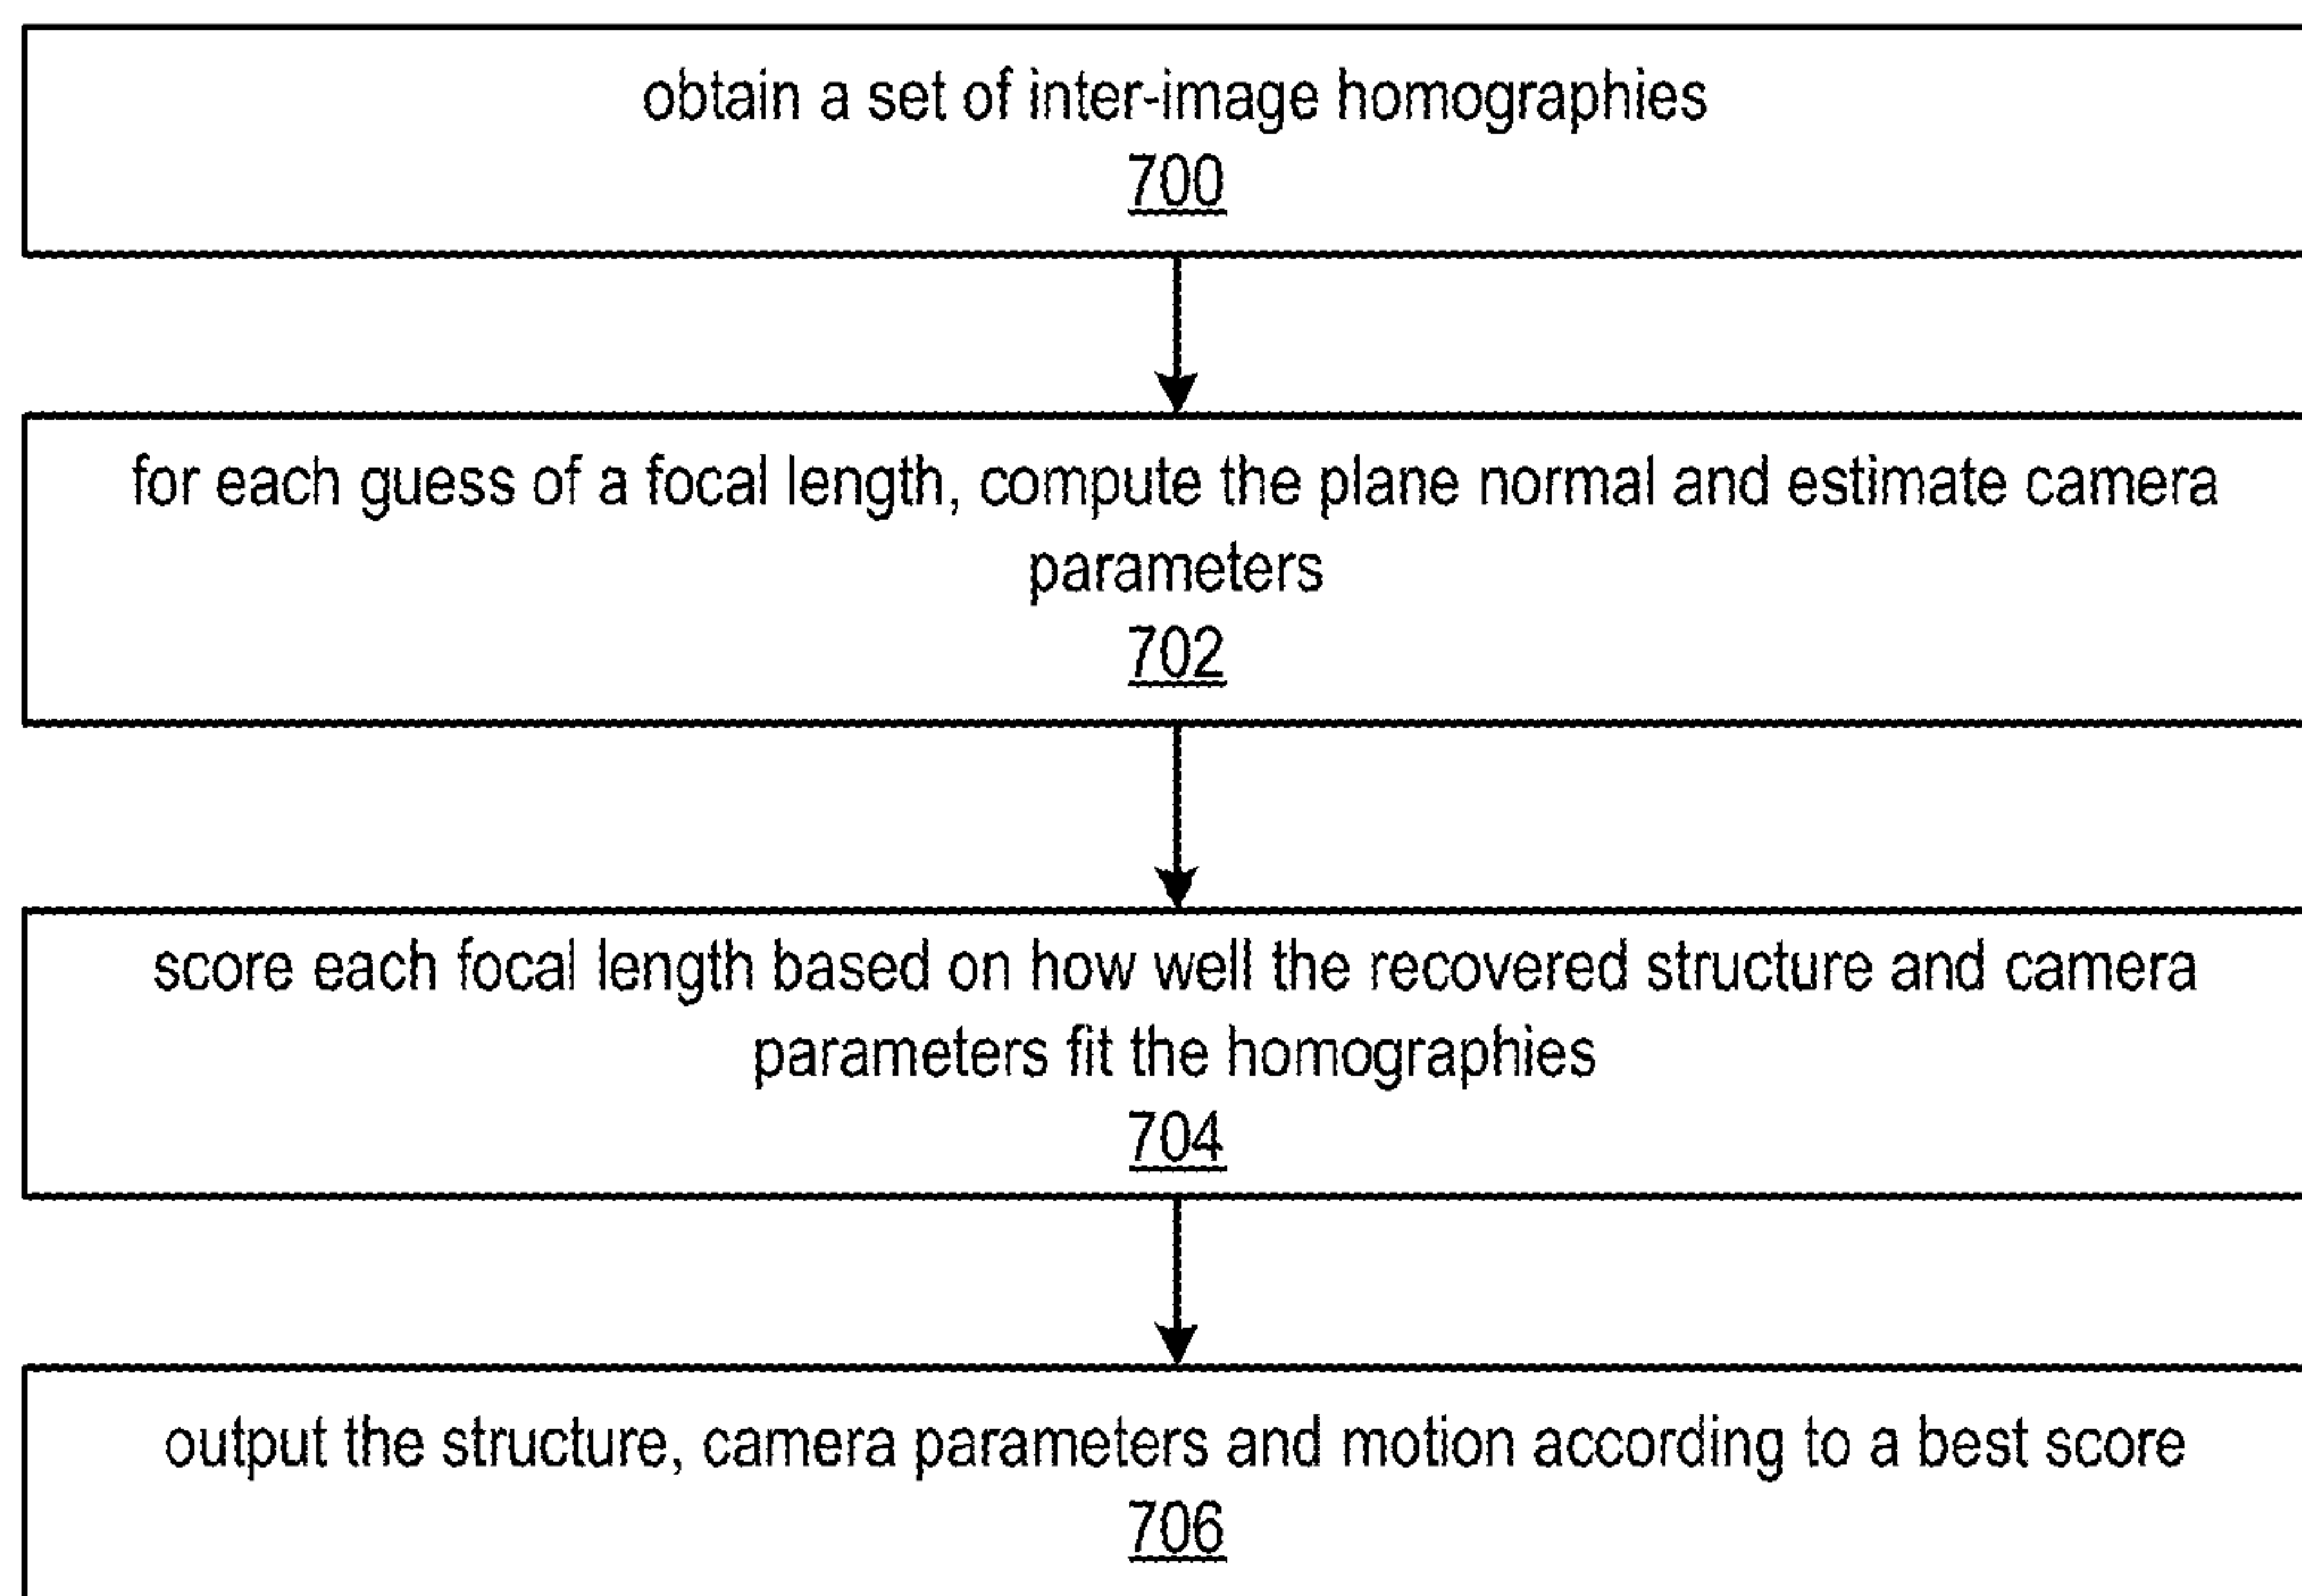 obtain a set of inter-image homographies
700
for each guess of a focal length, compute the plane normal and estimate camera
parameters
702
score each focal length based on how well the recovered structure and camera
parameters fit the homographies
704
output the structure, camera parameters and motion according to a best score
706